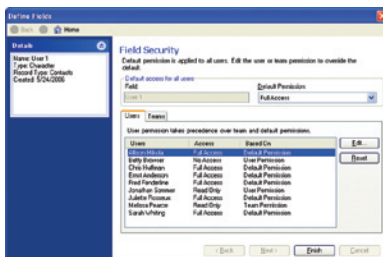 Define Fields
Back Home
Details
Name: User 1
Type: Character
Record Type: Contacts
Created: 5/24/2006
Field Security
Default permission is applied to all users. Edit the user or team permission to override the
default.
Default access for all users
Field: Default Permission:
User 1 Full Access
Users Teams
User permission takes precedence over team and default permissions.
Users Access Based On
Allison Mikola Full Access Default Permission
Betty Browser No Access User Permission
Chris Huffman Full Access Default Permission
Ernst Anderson Full Access Default Permission
Fred Fenderline Full Access Default Permission
Jonathan Sommer Read Only User Permission
Juliette Rosseux Full Access Default Permission
Melissa Pearce Read Only Team Permission
Sarah Whiting Full Access Default Permission
Edit...
Reset
< Back Next > Finish Cancel